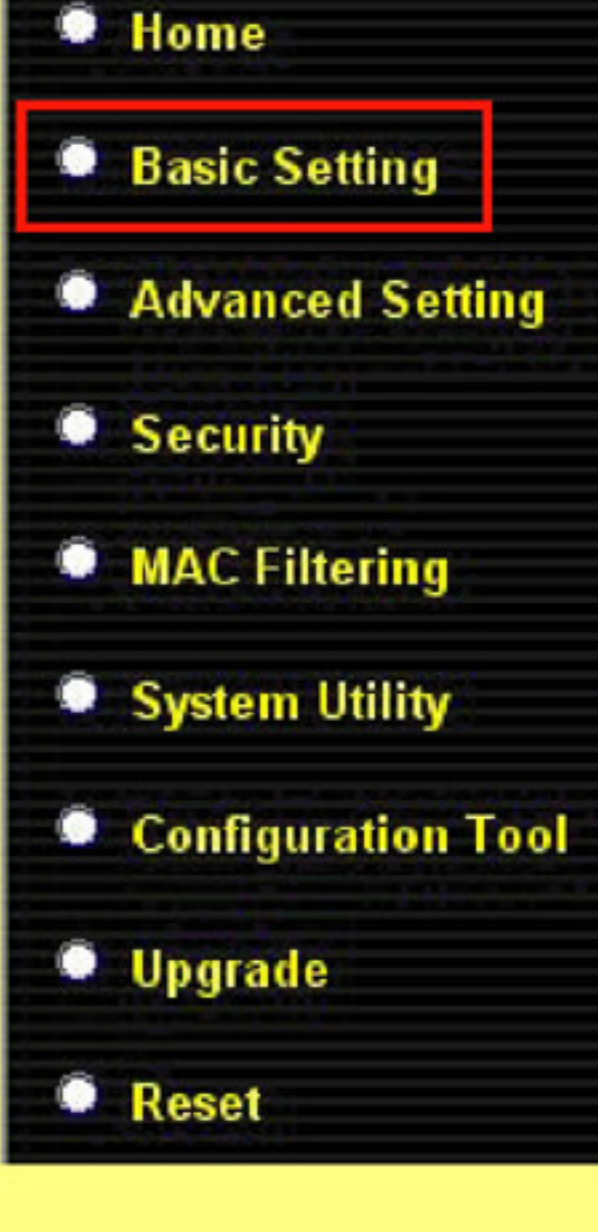 Home
Basic Setting
Advanced Setting
Security
MAC Filtering
System Utility
Configuration Tool
Upgrade
Reset